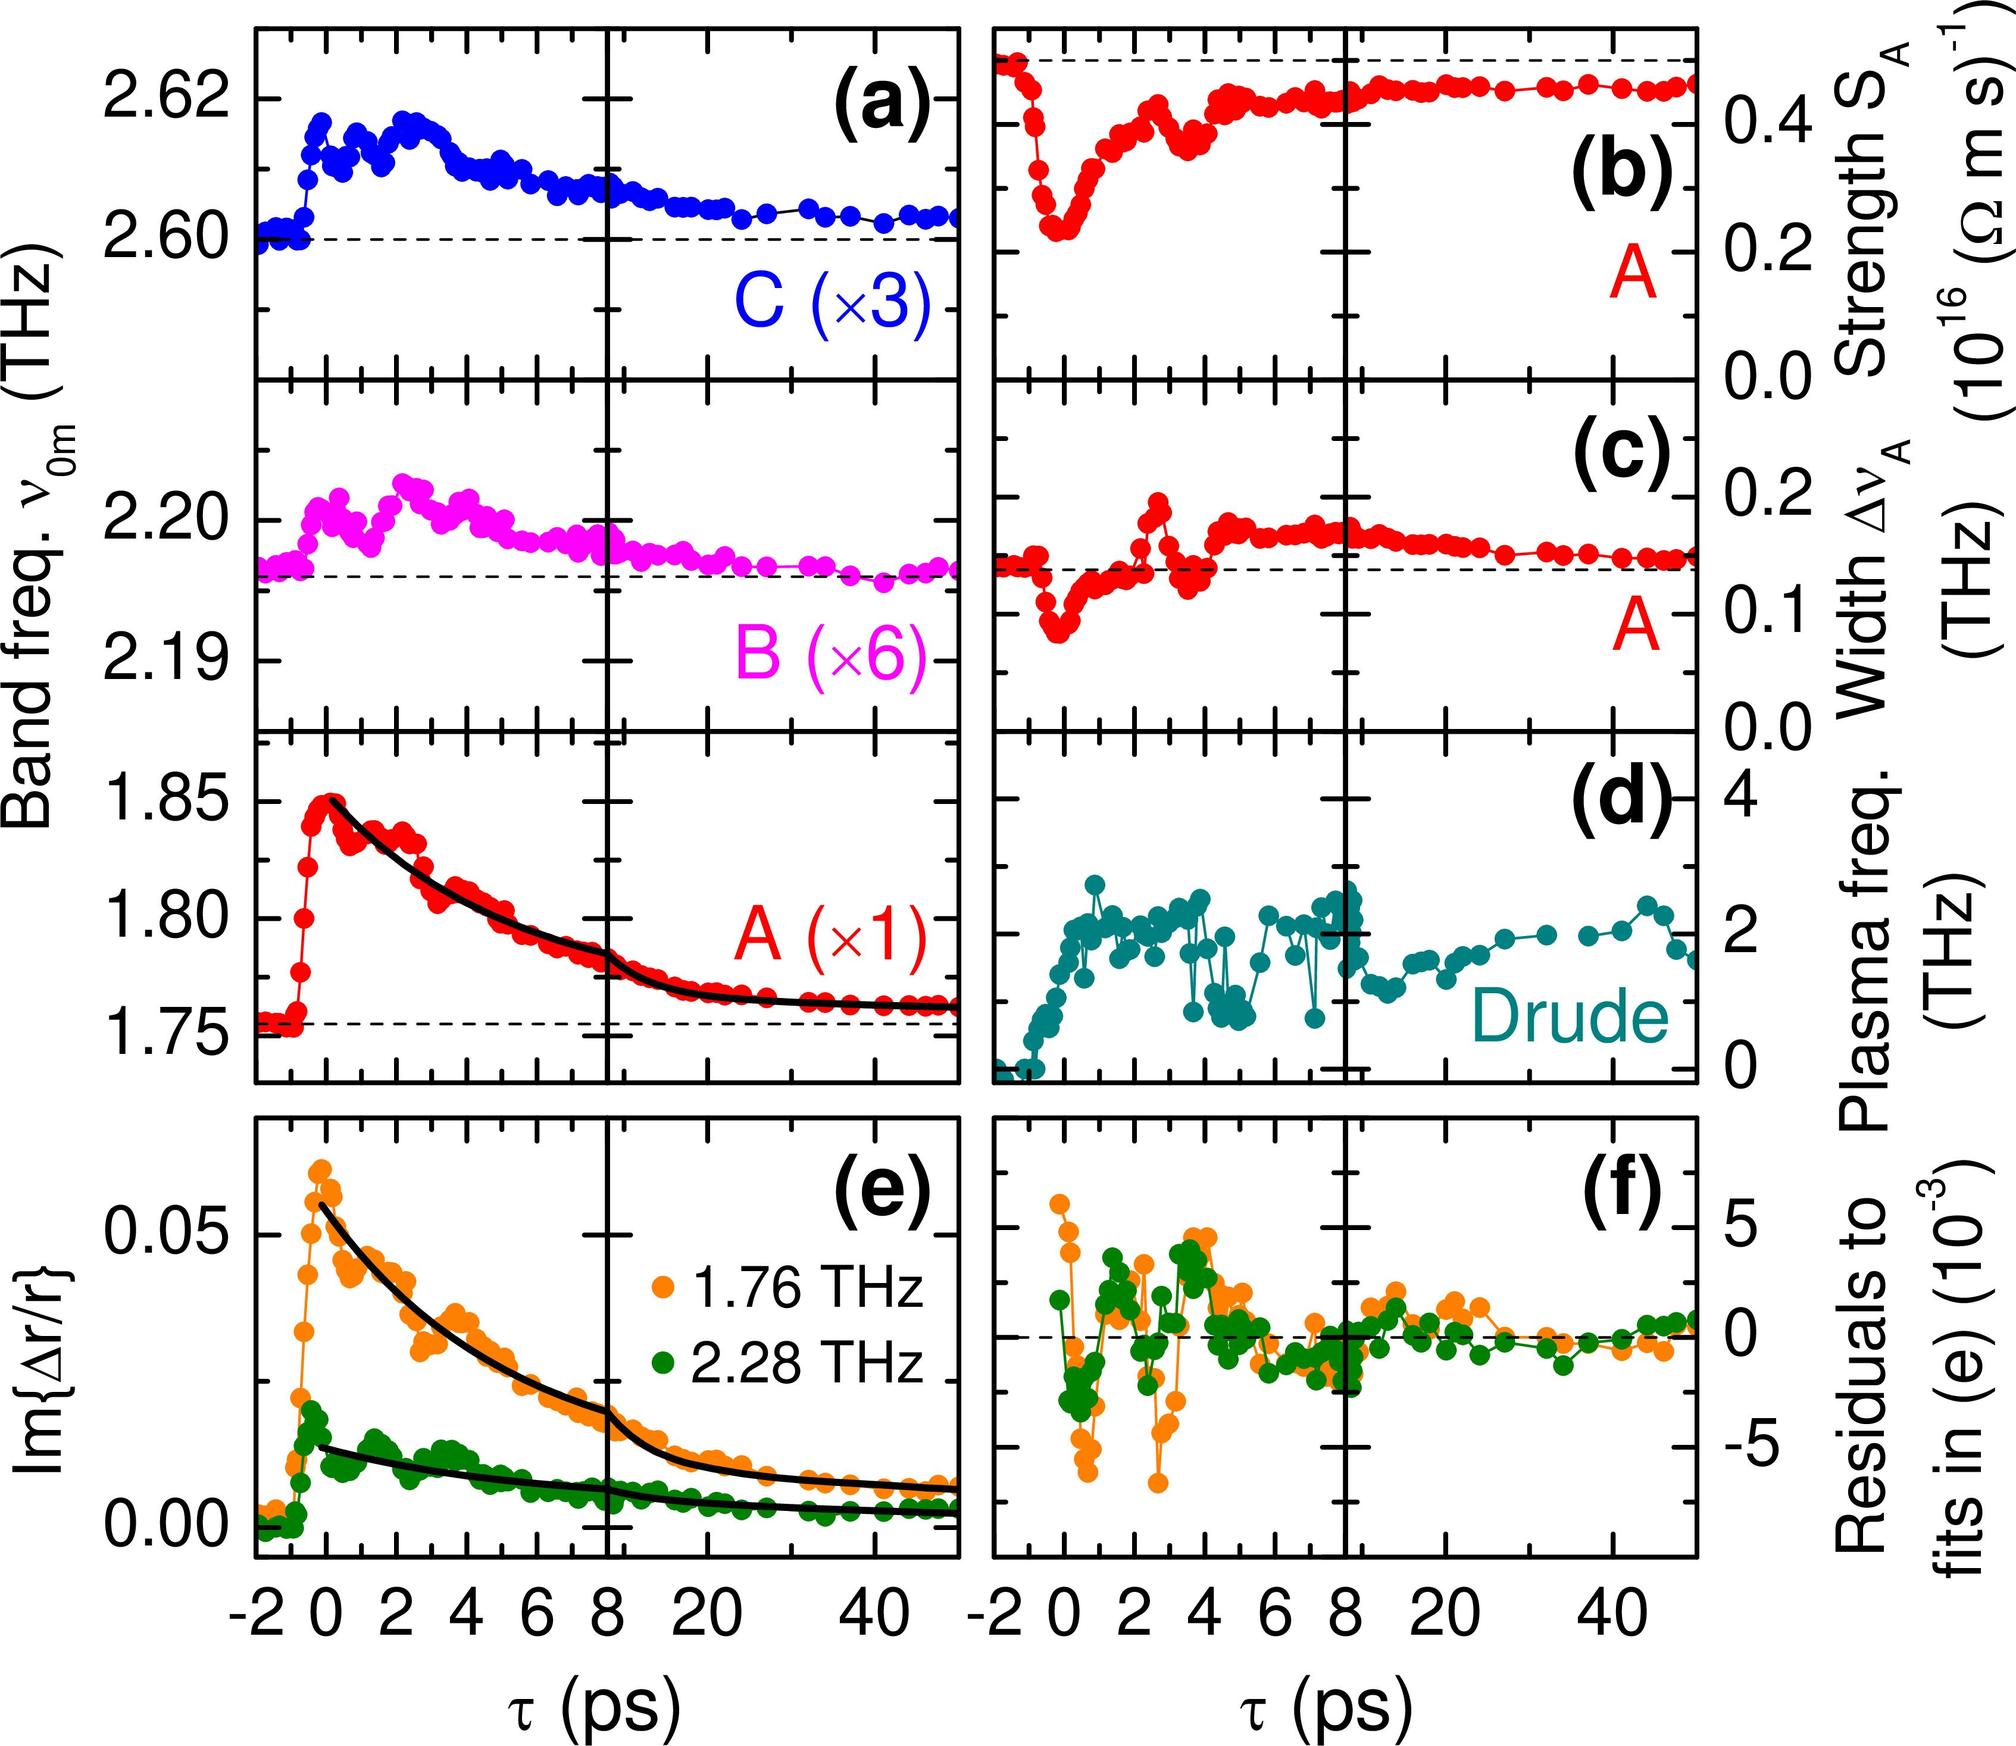 Band freq. ν0m (THz)
2.62
2.60
(a)
C (×3)
2.20
2.19
B (×6)
1.85
1.80
1.75
A (×1)
Im{Δr/r}
0.05
0.00
(e)
1.76 THz
2.28 THz
-2 0 2 4 6 8 20 40
τ (ps)
(b)
A
0.4
0.2
0.0
Strength SA
(10^16 (Ω m s)^-1
(c)
A
0.2
0.1
0.0
Width ΔνA
(THz)
(d)
Drude
4
2
0
Plasma freq.
(THz)
(f)
5
0
-5
Residuals to
fits in (e) (10^-3)
-2 0 2 4 6 8 20 40
τ (ps)